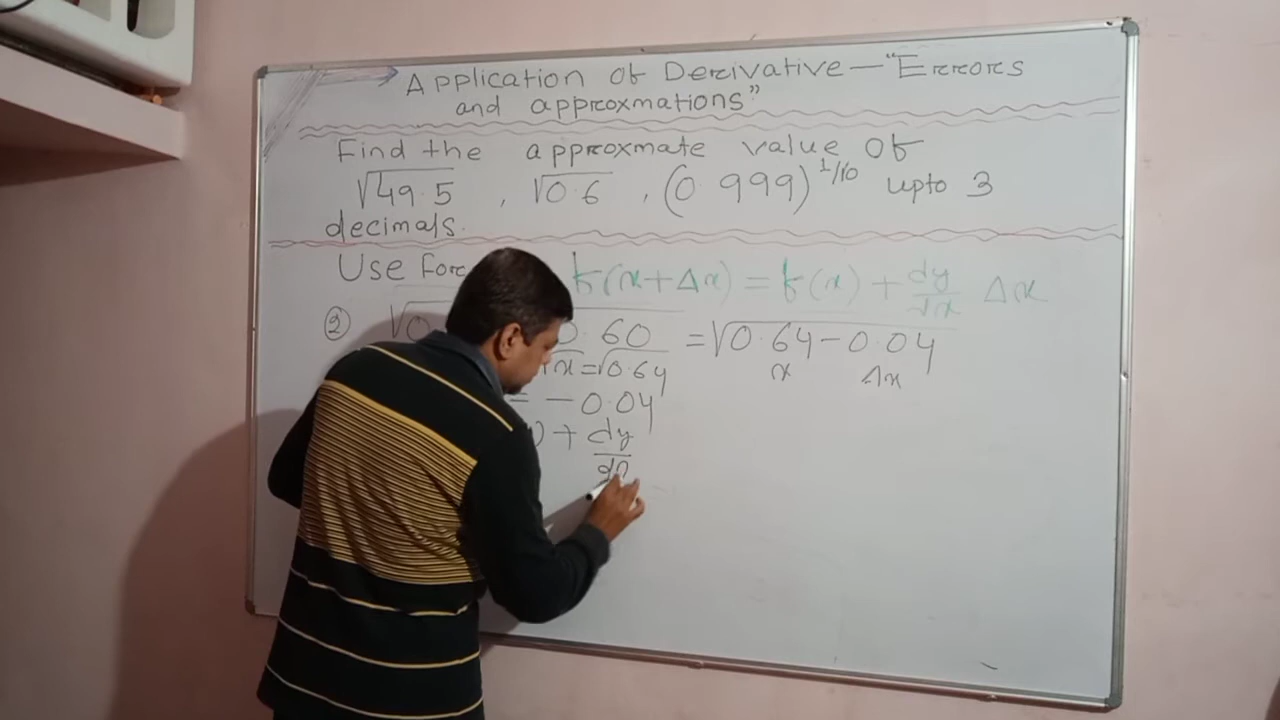 Application of Derivative — "Errors
and approxmations"
Find the approxmate value of
√49.5 , √0.6 , (0.999)^1/10 upto 3
decimals.
Use f(x+Δx) = f(x) + dy/dx Δx
② √0 0.60 = √0.64-0.04
x = √0.64 x Δx
= -0.04
) + dy/dx